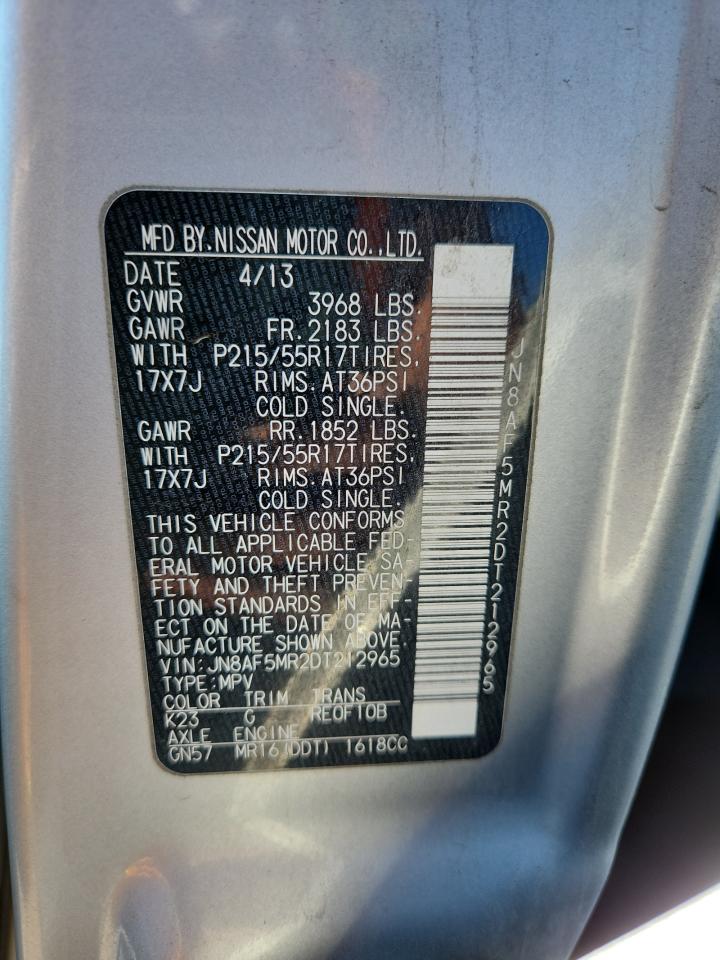 MFD BY.NISSAN MOTOR CO.,LTD.
DATE 4/13
GVWR 3968 LBS.
GAWR FR.2183 LBS.
WITH P215/55R17TIRES,
17X7J RIMS.AT36PSI
COLD SINGLE.
GAWR RR.1852 LBS.
WITH P215/55R17TIRES,
17X7J RIMS.AT36PSI
COLD SINGLE.
THIS VEHICLE CONFORMS
TO ALL APPLICABLE FED-
ERAL MOTOR VEHICLE SA-
FETY AND THEFT PREVEN-
TION STANDARDS IN EFF-
ECT ON THE DATE OF MA-
NUFACTURE SHOWN ABOVE
VIN:JN8AF5MR2DT212965
TYPE:MPV
COLOR TRIM TRANS
K23 G RE0F10B
AXLE ENGINE
GN57 MR16(DDT) 1618CC
JN8AF5MR2DT212965